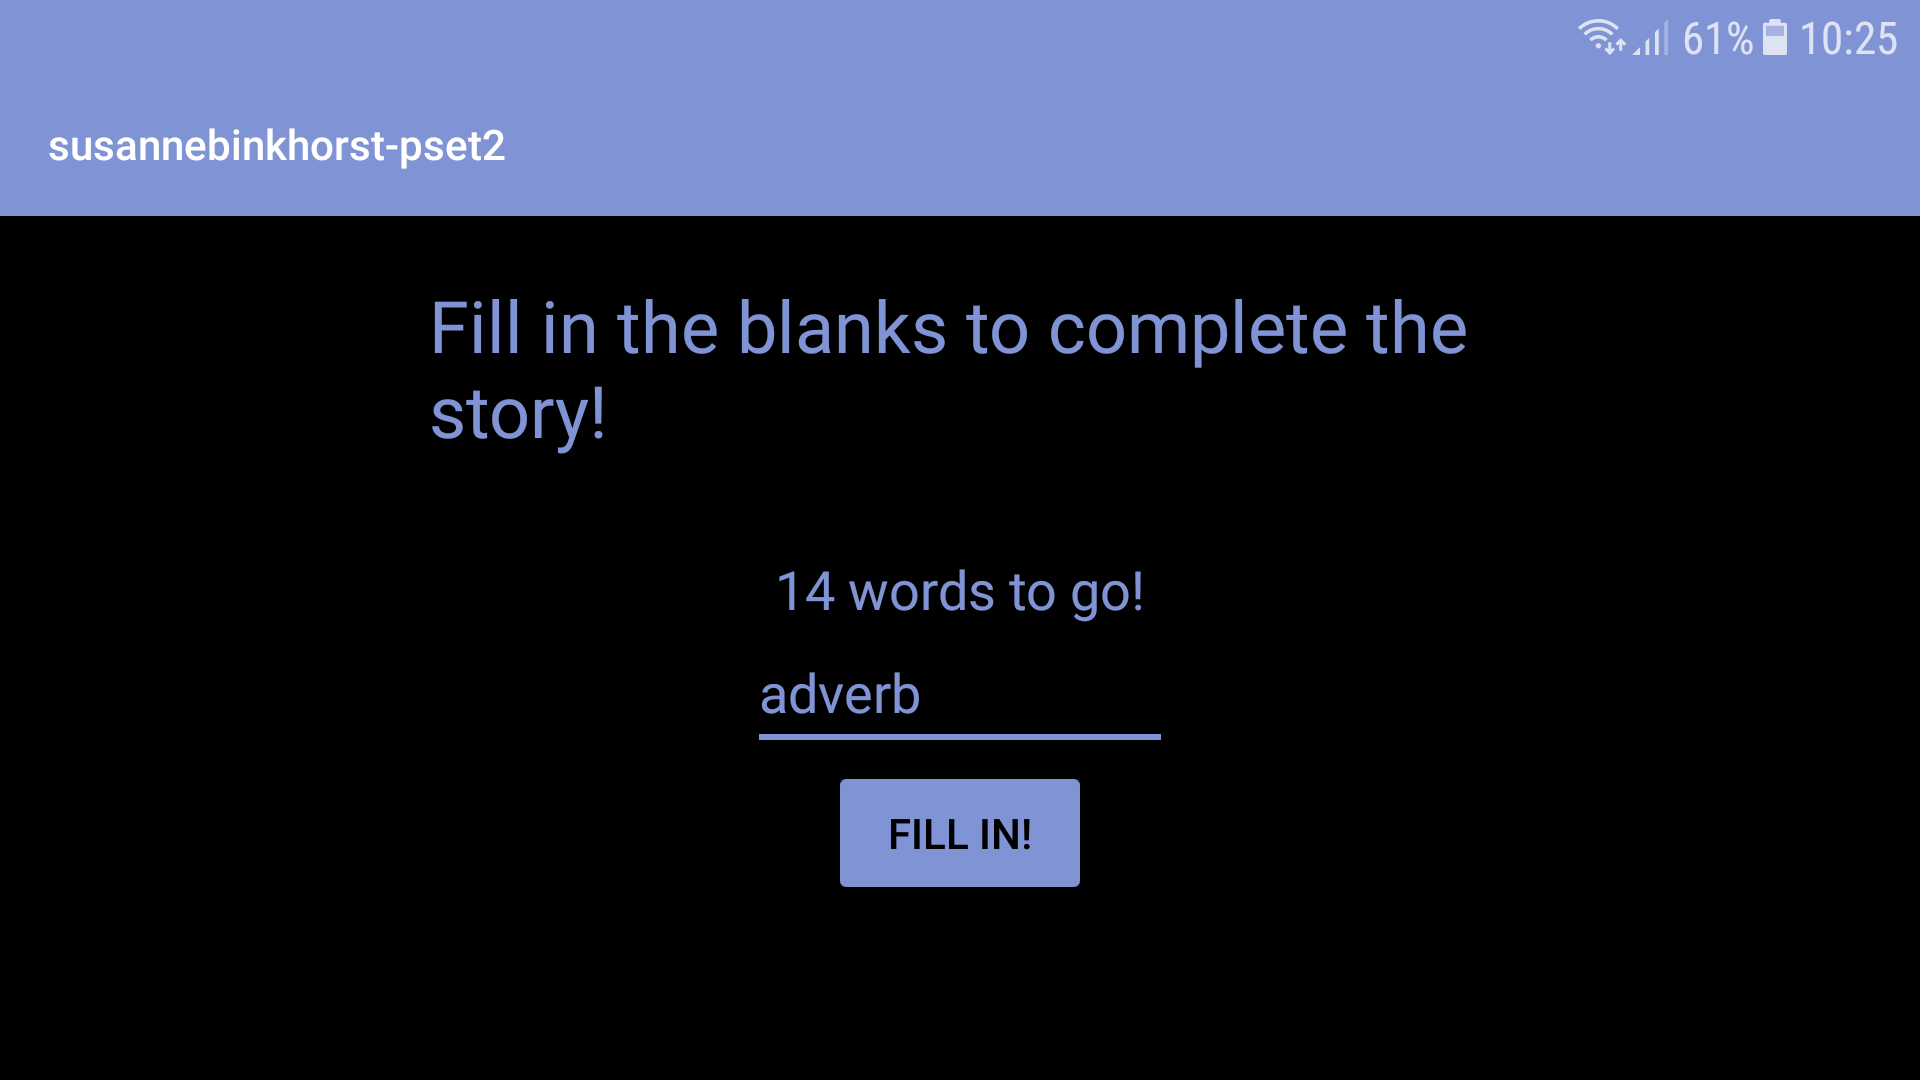 61% 10:25
susannebinkhorst-pset2
Fill in the blanks to complete the
story!
14 words to go!
adverb
FILL IN!